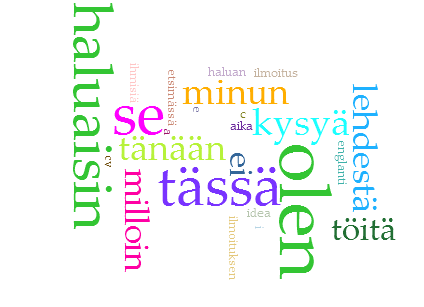 haluaisin
ihmisiä
etsimässä
haluan
ilmoitus
minun
e
a
se
c
aika
kysyä
lehdestä
tänään
cv
ei
englanti
tässä
olen
milloin
idea
i
ilmoituksen
töitä